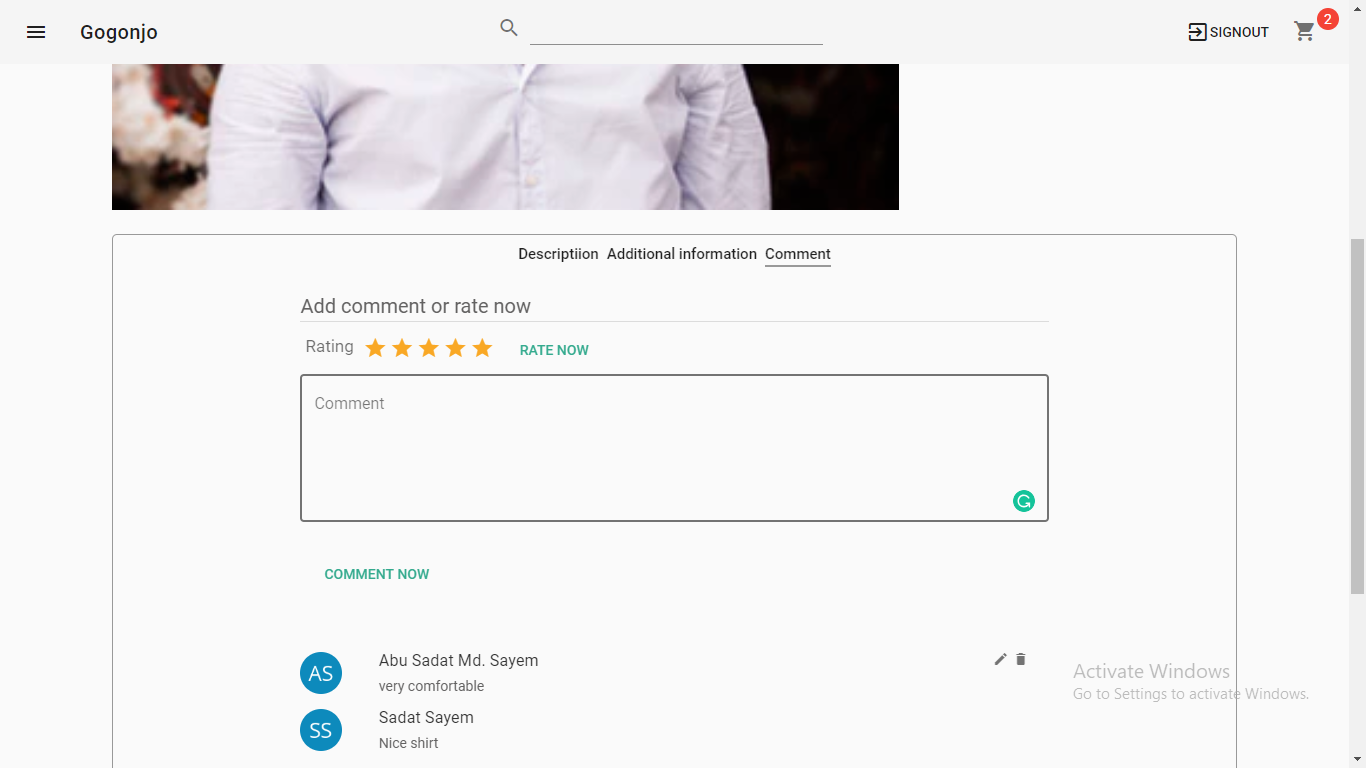 Gogonjo
SIGNOUT
2
Descriptiion Additional information Comment
Add comment or rate now
Rating
RATE NOW
Comment
COMMENT NOW
AS
Abu Sadat Md. Sayem
very comfortable
SS
Sadat Sayem
Nice shirt
Activate Windows
Go to Settings to activate Windows.